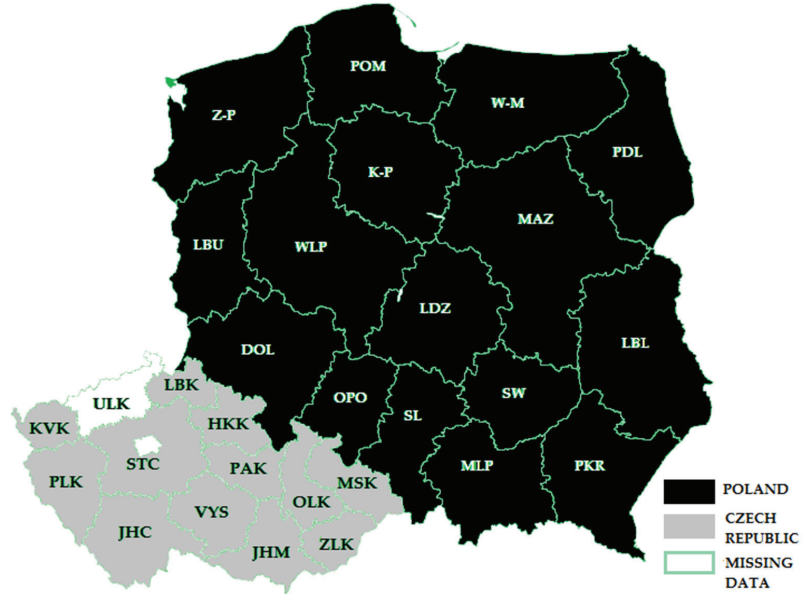 POM
Z-P
W-M
PDL
K-P
MAZ
LBU
WLP
LDZ
DOL
LBL
LBK
ULK
OPO
SW
SL
KVK
HKK
STC
PAK
MLP
PKR
PLK
MSK
OLK
VYS
JHC
JHM
ZLK
POLAND
CZECH
REPUBLIC
MISSING
DATA